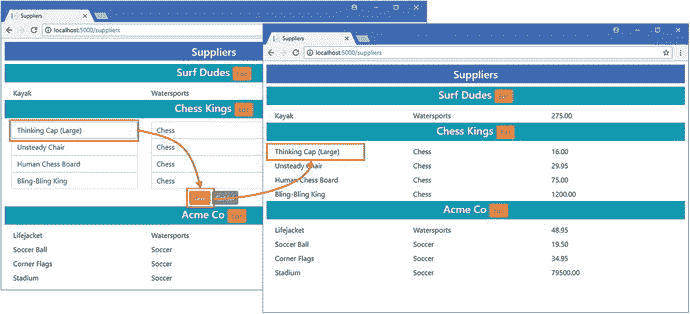 Suppliers
localhost:5000/suppliers
Suppliers
Surf Dudes Edit
Kayak Watersports
Chess Kings Edit
Thinking Cap (Large) Chess
Unsteady Chair Chess
Human Chess Board Chess
Bling-Bling King Chess
Save Cancel
Acme Co Edit
Lifejacket Watersports
Soccer Ball Soccer
Corner Flags Soccer
Stadium Soccer
Suppliers
localhost:5000/suppliers
Suppliers
Surf Dudes Edit
Kayak Watersports 275.00
Chess Kings Edit
Thinking Cap (Large) Chess 16.00
Unsteady Chair Chess 29.95
Human Chess Board Chess 75.00
Bling-Bling King Chess 1200.00
Acme Co Edit
Lifejacket Watersports 48.95
Soccer Ball Soccer 19.50
Corner Flags Soccer 34.95
Stadium Soccer 79500.00